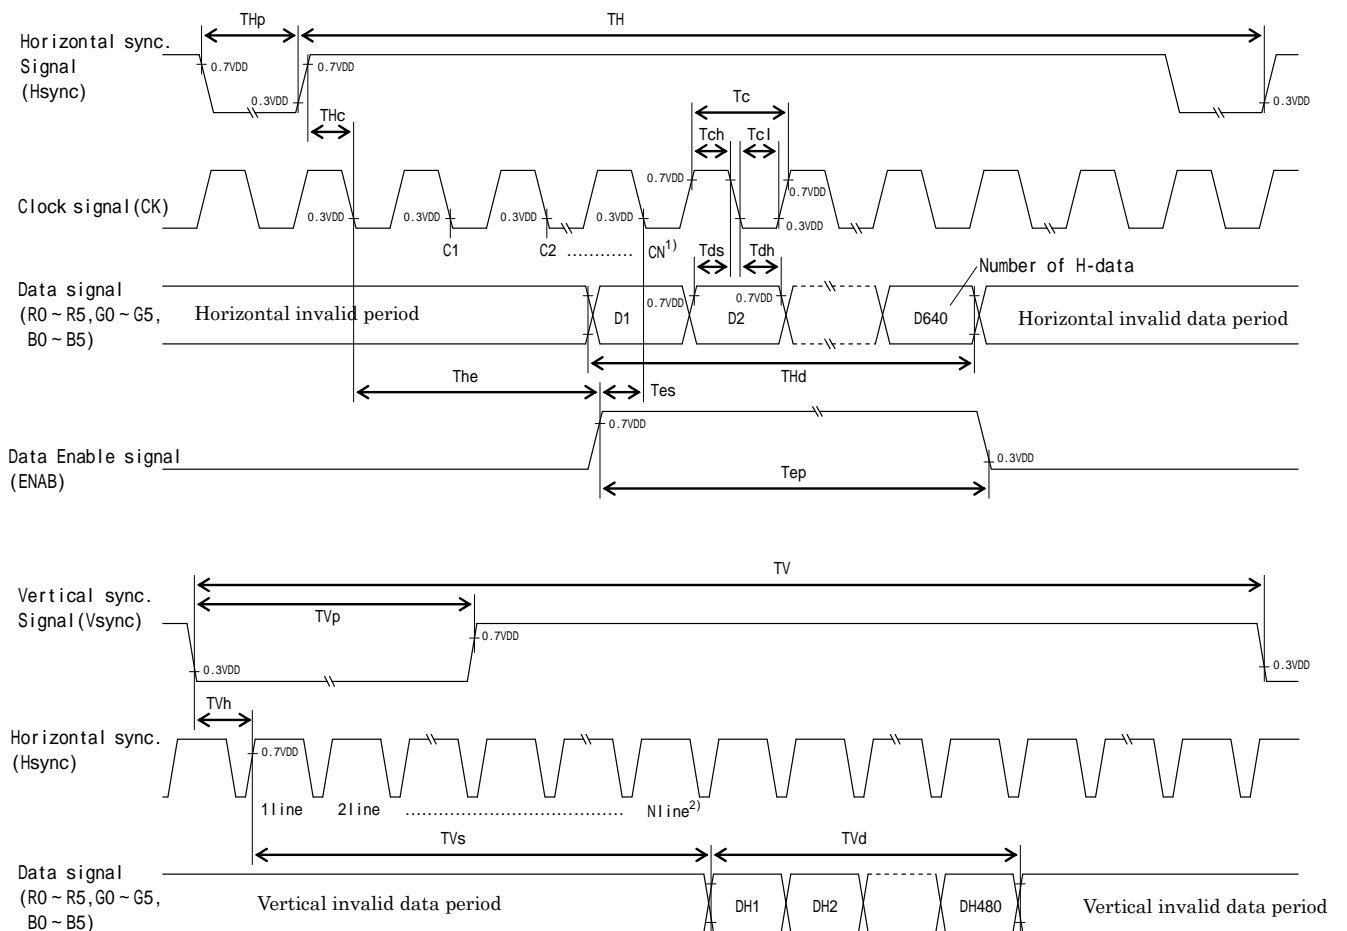 THp
TH
Horizontal sync.
Signal
(Hsync)
0.7VDD
0.7VDD
0.3VDD
0.3VDD
THc
Tc
Tch
Tcl
Clock signal(CK)
0.7VDD
0.7VDD
0.3VDD
0.3VDD
0.3VDD
0.3VDD
0.3VDD
C1
C2
............
CN1)
Tds
Tdh
Number of H-data
Data signal
(R0~R5,G0~G5,
B0~B5)
Horizontal invalid period
0.7VDD
0.7VDD
D1
D2
D640
Horizontal invalid data period
THd
The
Tes
0.7VDD
Data Enable signal
(ENAB)
0.3VDD
Tep
TV
Vertical sync.
Signal(Vsync)
TVp
0.7VDD
0.3VDD
0.3VDD
TVh
Horizontal sync.
(Hsync)
0.7VDD
1line
2line
......................................
Nline2)
TVs
TVd
Data signal
(R0~R5,G0~G5,
B0~B5)
Vertical invalid data period
DH1
DH2
DH480
Vertical invalid data period